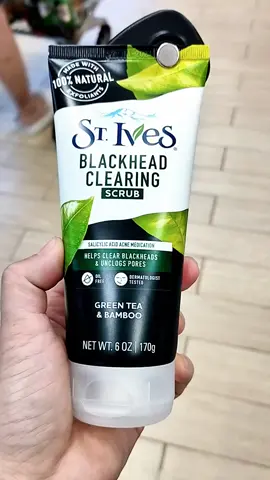 MADE WITH
100% NATURAL
EXFOLIANTS
ST. IVES®
BLACKHEAD
CLEARING
SCRUB
SALICYLIC ACID ACNE MEDICATION
HELPS CLEAR BLACKHEADS
& UNCLOGS PORES
OIL FREE
DERMATOLOGIST TESTED
GREEN TEA
& BAMBOO
NET WT. 6 OZ | 170g